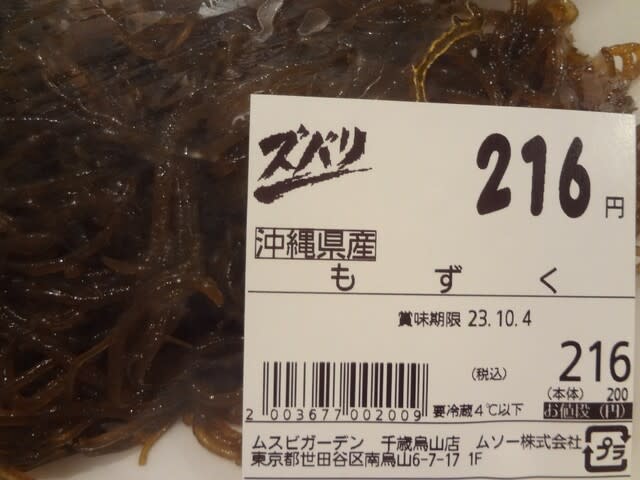 ズバリ 216円
沖縄県産
もずく
賞味期限 23.10.4
(税込) 216
(本体) 200
2 003677 002009 要冷蔵4℃以下 お値段 (円)
ムスビガーデン 千歳烏山店 ムソー株式会社
東京都世田谷区南烏山6-7-17 1F
プラ